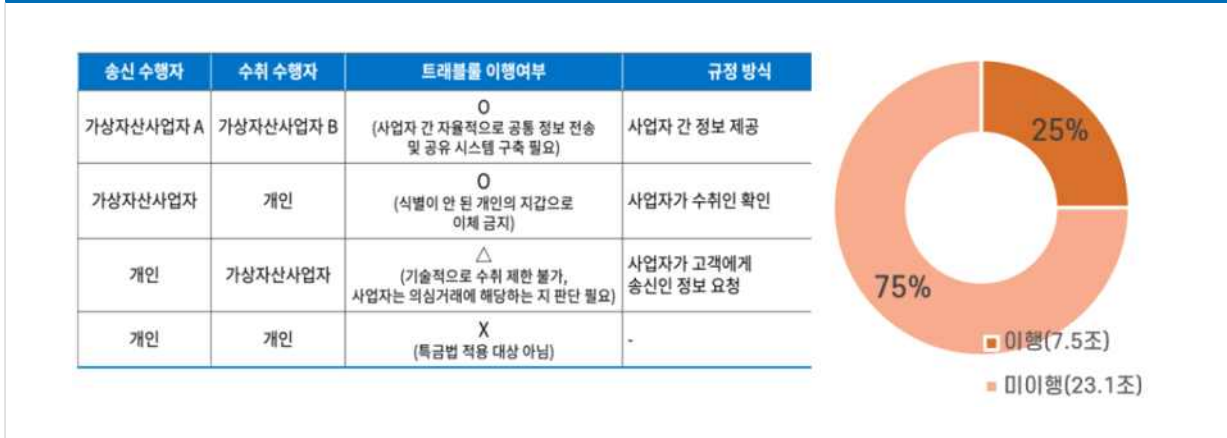 송신 수행자 수취 수행자 트래블룰 이행여부 규정 방식
가상자산사업자 A 가상자산사업자 B O 사업자 간 정보 제공
(사업자 간 자율적으로 공통 정보 전송
및 공유 시스템 구축 필요)
가상자산사업자 개인 O 사업자가 수취인 확인
(식별이 안 된 개인의 지갑으로
이체 금지)
개인 가상자산사업자 △ 사업자가 고객에게
송신인 정보 요청
(기술적으로 수취 제한 불가,
사업자는 의심거래에 해당하는 지 판단 필요)
개인 개인 X -
(특금법 적용 대상 아님)
25%
75%
이행(7.5조)
미이행(23.1조)